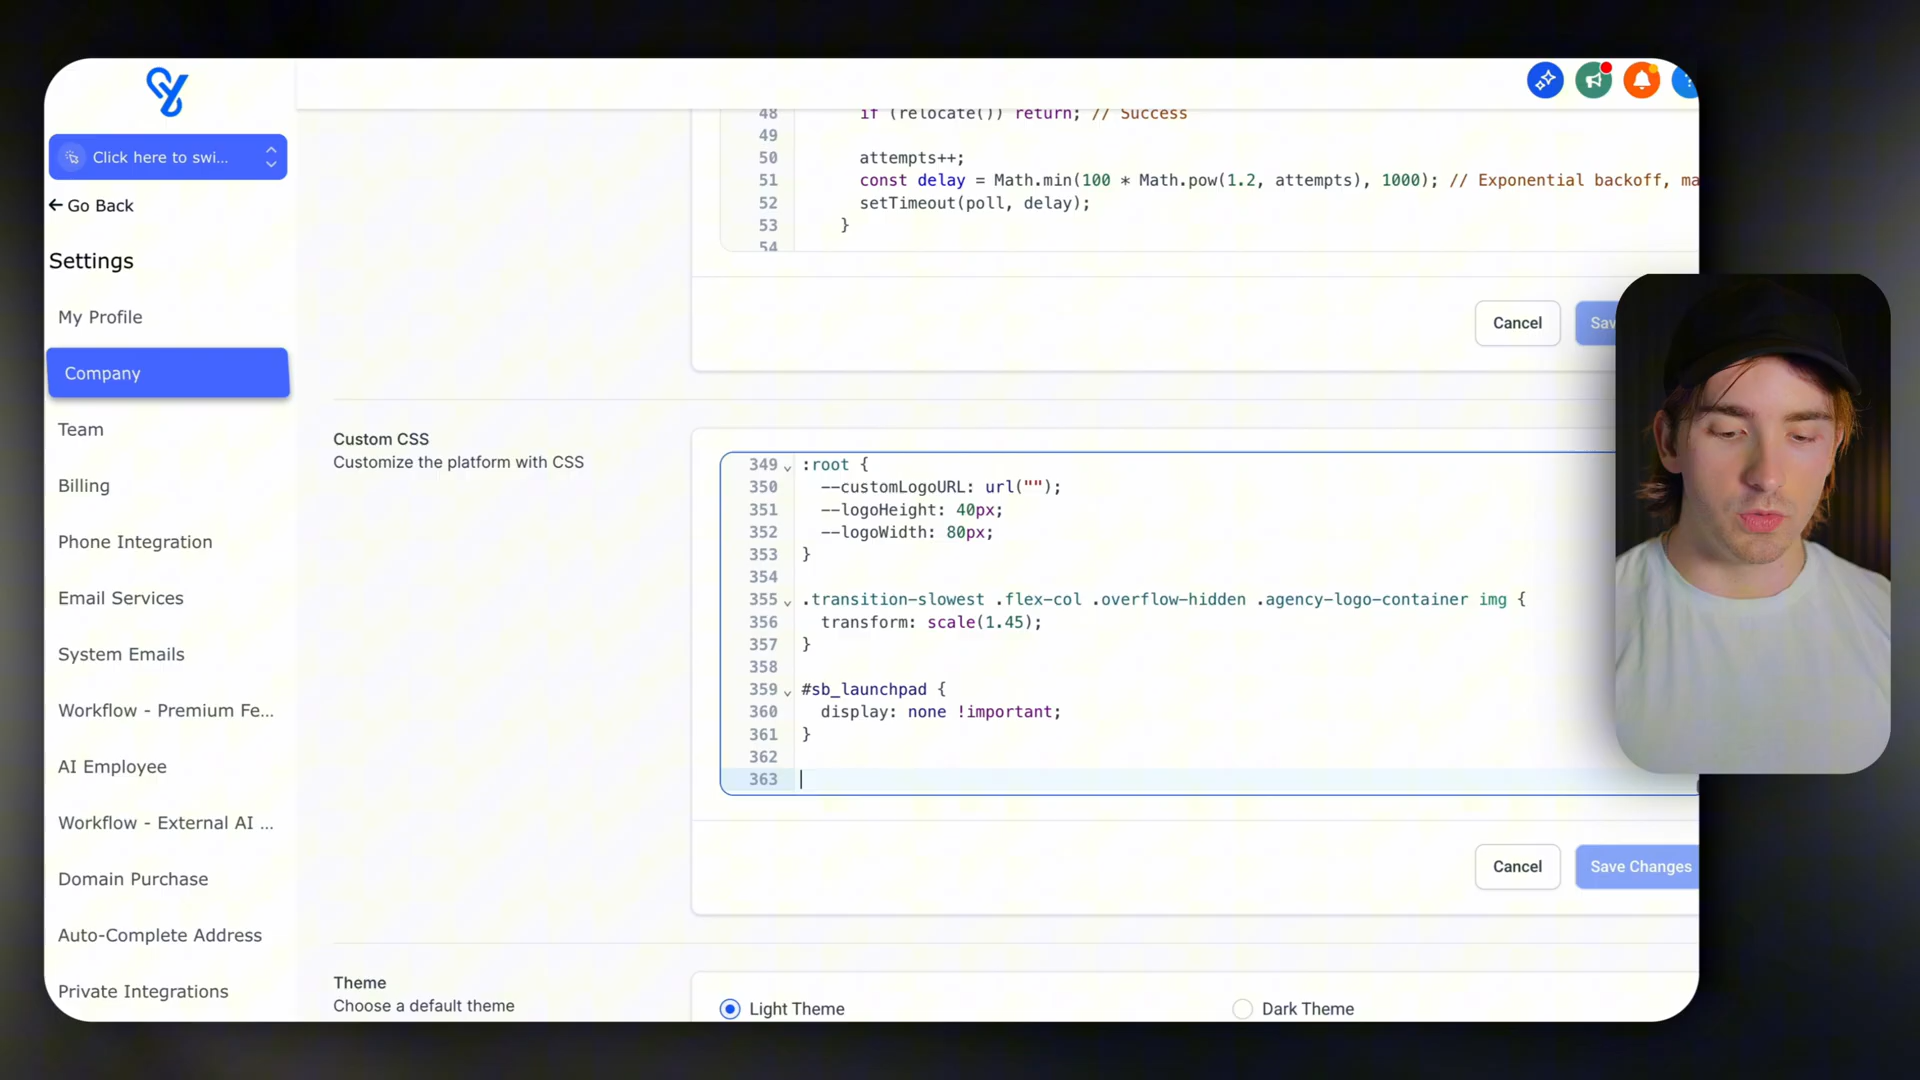 Click here to swi...
Go Back
Settings
My Profile
Company
Team
Billing
Phone Integration
Email Services
System Emails
Workflow - Premium Fe...
AI Employee
Workflow - External AI ...
Domain Purchase
Auto-Complete Address
Private Integrations
48 if (relocate()) return; // Success
49
50 attempts++;
51 const delay = Math.min(100 * Math.pow(1.2, attempts), 1000); // Exponential backoff, ma
52 setTimeout(poll, delay);
53 }
54
Cancel Sav
Custom CSS
Customize the platform with CSS
349 :root {
350 --customLogoURL: url("");
351 --logoHeight: 40px;
352 --logoWidth: 80px;
353 }
354
355 .transition-slowest .flex-col .overflow-hidden .agency-logo-container img {
356 transform: scale(1.45);
357 }
358
359 #sb_launchpad {
360 display: none !important;
361 }
362
363
Cancel Save Changes
Theme
Choose a default theme
Light Theme Dark Theme